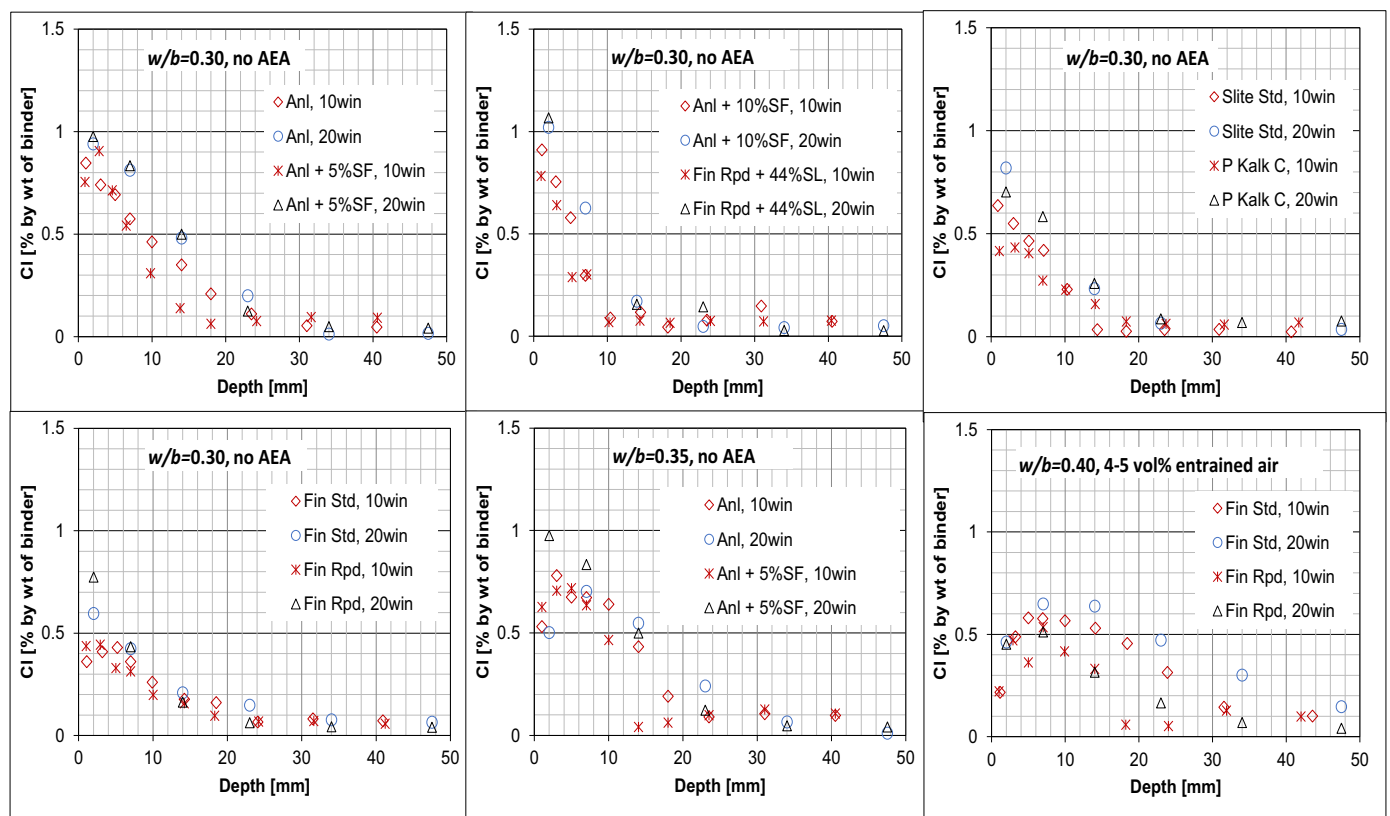 1.5
1
0.5
0
0 10 20 30 40 50
Cl [% by wt of binder]
Depth [mm]
w/b=0.30, no AEA
Anl, 10win
Anl, 20win
Anl + 5%SF, 10win
Anl + 5%SF, 20win
1.5
1
0.5
0
0 10 20 30 40 50
Cl [% by wt of binder]
Depth [mm]
w/b=0.30, no AEA
Anl + 10%SF, 10win
Anl + 10%SF, 20win
Fin Rpd + 44%SL, 10win
Fin Rpd + 44%SL, 20win
1.5
1
0.5
0
0 10 20 30 40 50
Cl [% by wt of binder]
Depth [mm]
w/b=0.30, no AEA
Slite Std, 10win
Slite Std, 20win
P Kalk C, 10win
P Kalk C, 20win
1.5
1
0.5
0
0 10 20 30 40 50
Cl [% by wt of binder]
Depth [mm]
w/b=0.30, no AEA
Fin Std, 10win
Fin Std, 20win
Fin Rpd, 10win
Fin Rpd, 20win
1.5
1
0.5
0
0 10 20 30 40 50
Cl [% by wt of binder]
Depth [mm]
w/b=0.35, no AEA
Anl, 10win
Anl, 20win
Anl + 5%SF, 10win
Anl + 5%SF, 20win
1.5
1
0.5
0
0 10 20 30 40 50
Cl [% by wt of binder]
Depth [mm]
w/b=0.40, 4-5 vol% entrained air
Fin Std, 10win
Fin Std, 20win
Fin Rpd, 10win
Fin Rpd, 20win